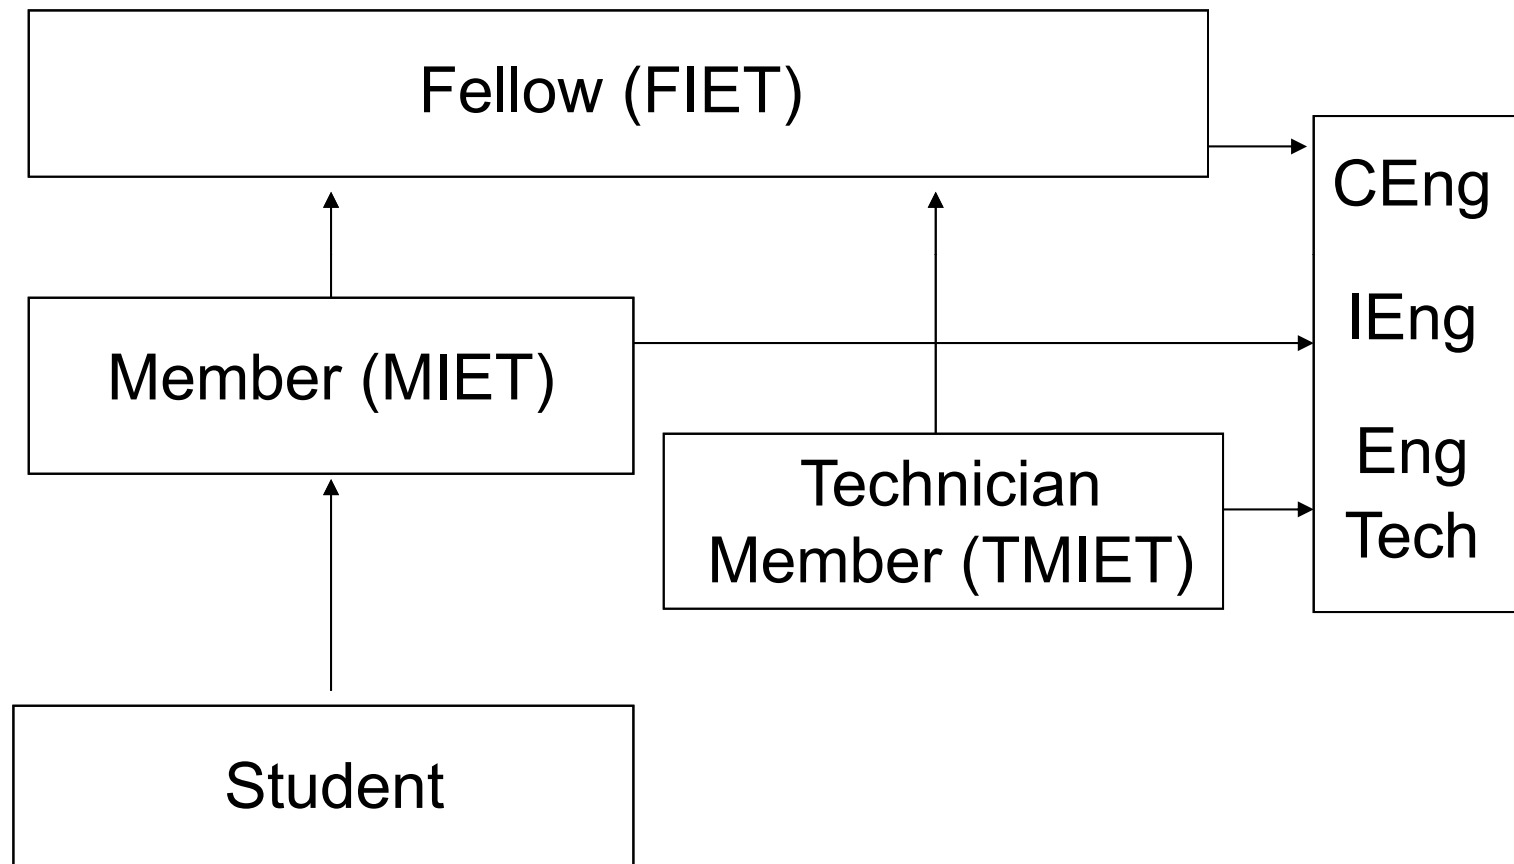 Fellow (FIET)
CEng
IEng
Eng
Tech
Member (MIET)
Technician
Member (TMIET)
Student